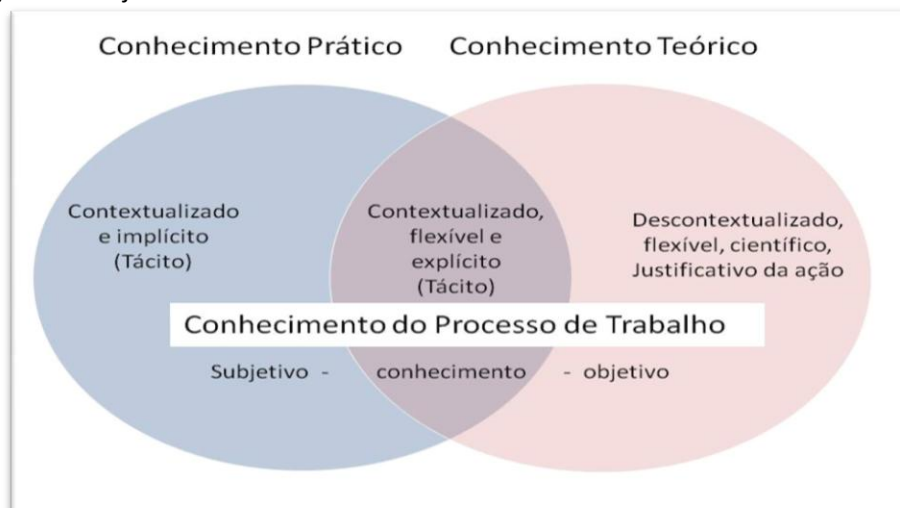 Conhecimento Prático
Conhecimento Teórico
Contextualizado
e implícito
(Tácito)
Contextualizado,
flexível e
explícito
(Tácito)
Descontextualizado,
flexível, científico,
Justificativo da ação
Conhecimento do Processo de Trabalho
Subjetivo - conhecimento - objetivo